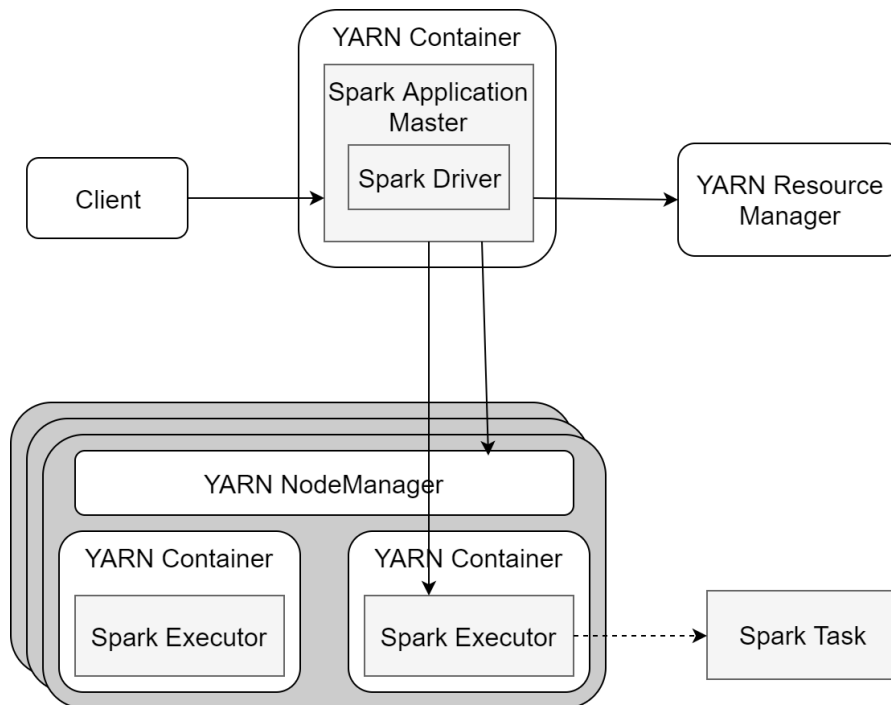 YARN Container
Spark Application
Master
Spark Driver
Client
YARN Resource
Manager
YARN NodeManager
YARN Container
Spark Executor
YARN Container
Spark Executor
Spark Task